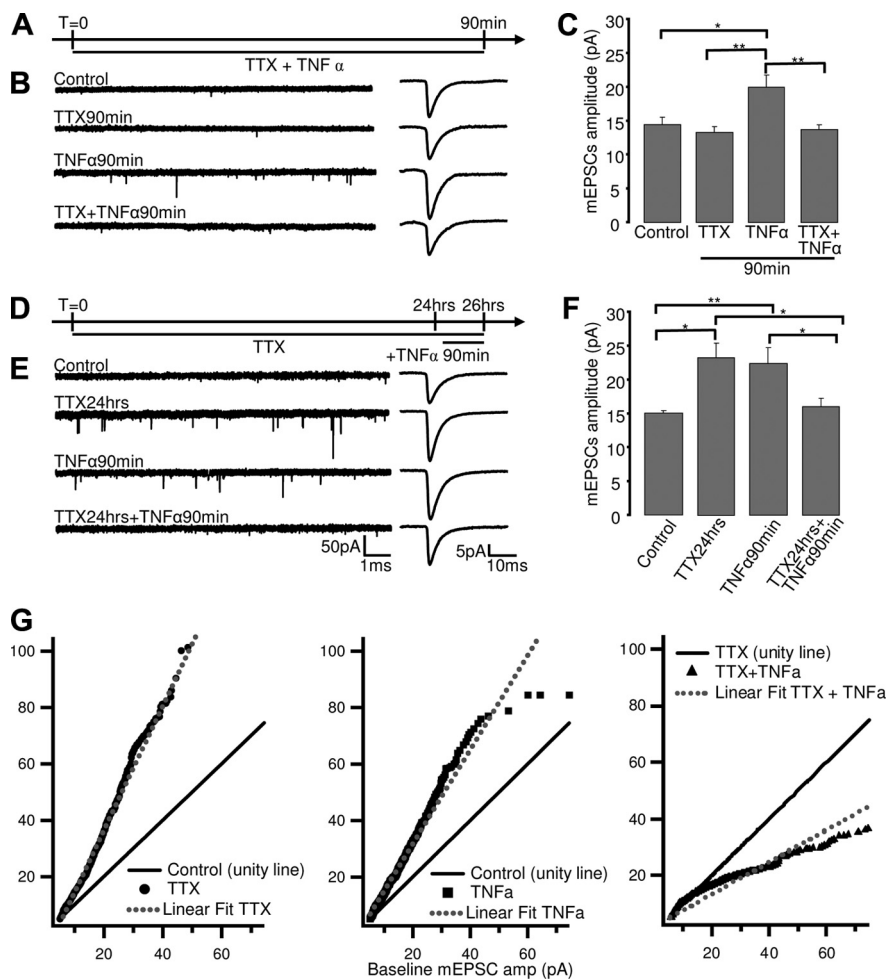 A
T=0
90min
TTX + TNF α
B
Control
TTX90min
TNFα90min
TTX+TNFα90min
C
mEPSCs amplitude (pA)
30
25
20
15
10
5
0
*
**
**
Control
TTX
TNFα
TTX+
TNFα
90min
D
T=0
24hrs
26hrs
TTX
+TNFα 90min
E
Control
TTX24hrs
TNFα90min
TTX24hrs+TNFα90min
50pA
1ms
5pA
10ms
F
mEPSCs amplitude (pA)
30
25
20
15
10
5
0
**
*
*
*
Control
TTX24hrs
TNFα90min
TTX24hrs+
TNFα90min
G
100
80
60
40
20
20
40
60
Control (unity line)
TTX
Linear Fit TTX
100
80
60
40
20
20
40
60
Control (unity line)
TNFa
Linear Fit TNFa
Baseline mEPSC amp (pA)
TTX (unity line)
TTX+TNFa
Linear Fit TTX + TNFa
100
80
60
40
20
20
40
60